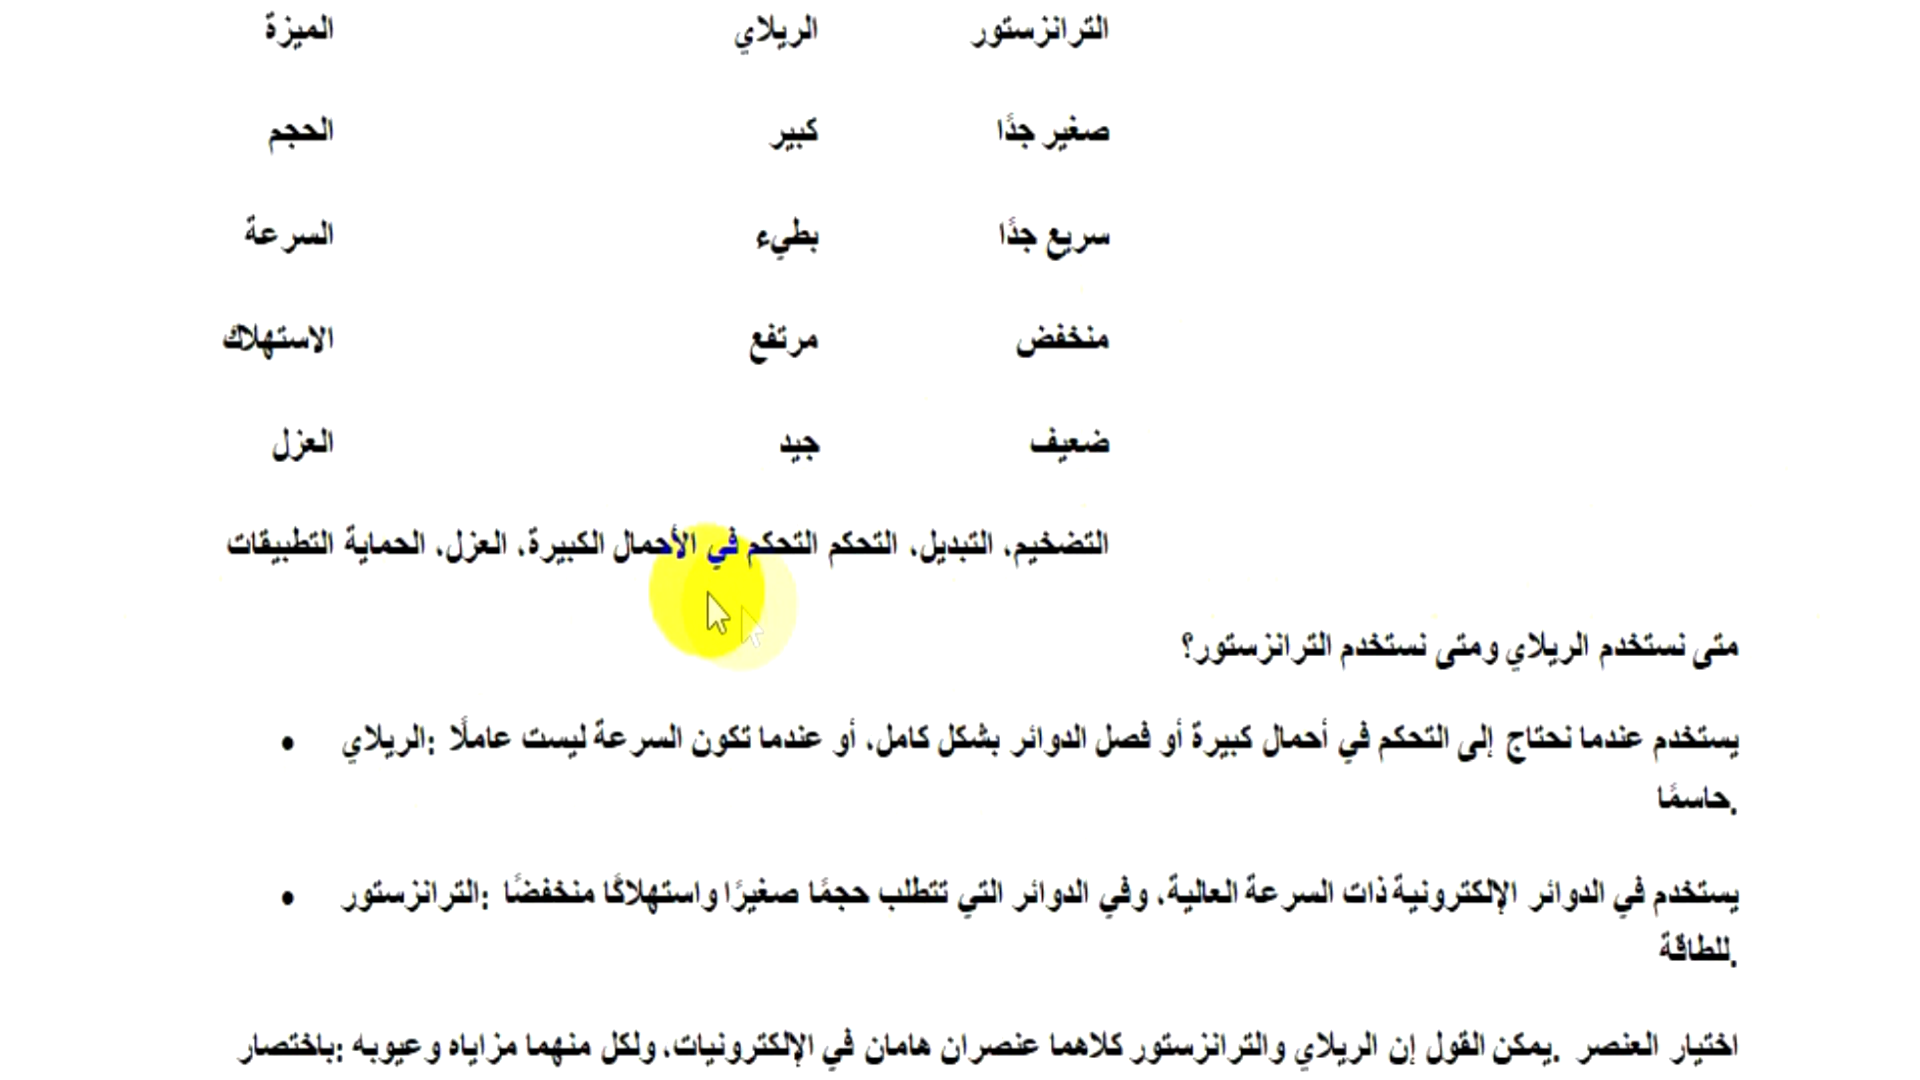 الميزة الريلاي الترانزستور
الحجم كبير صغير جدًا
السرعة بطيء سريع جدًا
الاستهلاك مرتفع منخفض
العزل جيد ضعيف
التطبيقات التحكم في الأحمال الكبيرة، العزل، الحماية التضخيم، التبديل، التحكم
متى نستخدم الريلاي ومتى نستخدم الترانزستور؟
• الريلاي: يستخدم عندما نحتاج إلى التحكم في أحمال كبيرة أو فصل الدوائر بشكل كامل، أو عندما تكون السرعة ليست عاملًا
حاسمًا.
• الترانزستور: يستخدم في الدوائر الإلكترونية ذات السرعة العالية، وفي الدوائر التي تتطلب حجمًا صغيرًا واستهلاكًا منخفضًا
للطاقة.
باختصار: يمكن القول إن الريلاي والترانزستور كلاهما عنصران هامان في الإلكترونيات، ولكل منهما مزاياه وعيوبه. اختيار العنصر